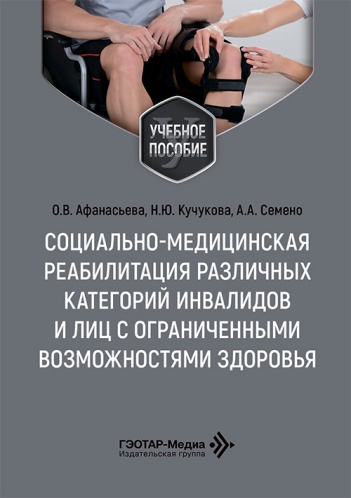 УЧЕБНОЕ
ПОСОБИЕ
О.В. Афанасьева, Н.Ю. Кучукова, А.А. Семено
СОЦИАЛЬНО-МЕДИЦИНСКАЯ
РЕАБИЛИТАЦИЯ РАЗЛИЧНЫХ
КАТЕГОРИЙ ИНВАЛИДОВ
И ЛИЦ С ОГРАНИЧЕННЫМИ
ВОЗМОЖНОСТЯМИ ЗДОРОВЬЯ
ГЭОТАР-Медиа
Издательская группа